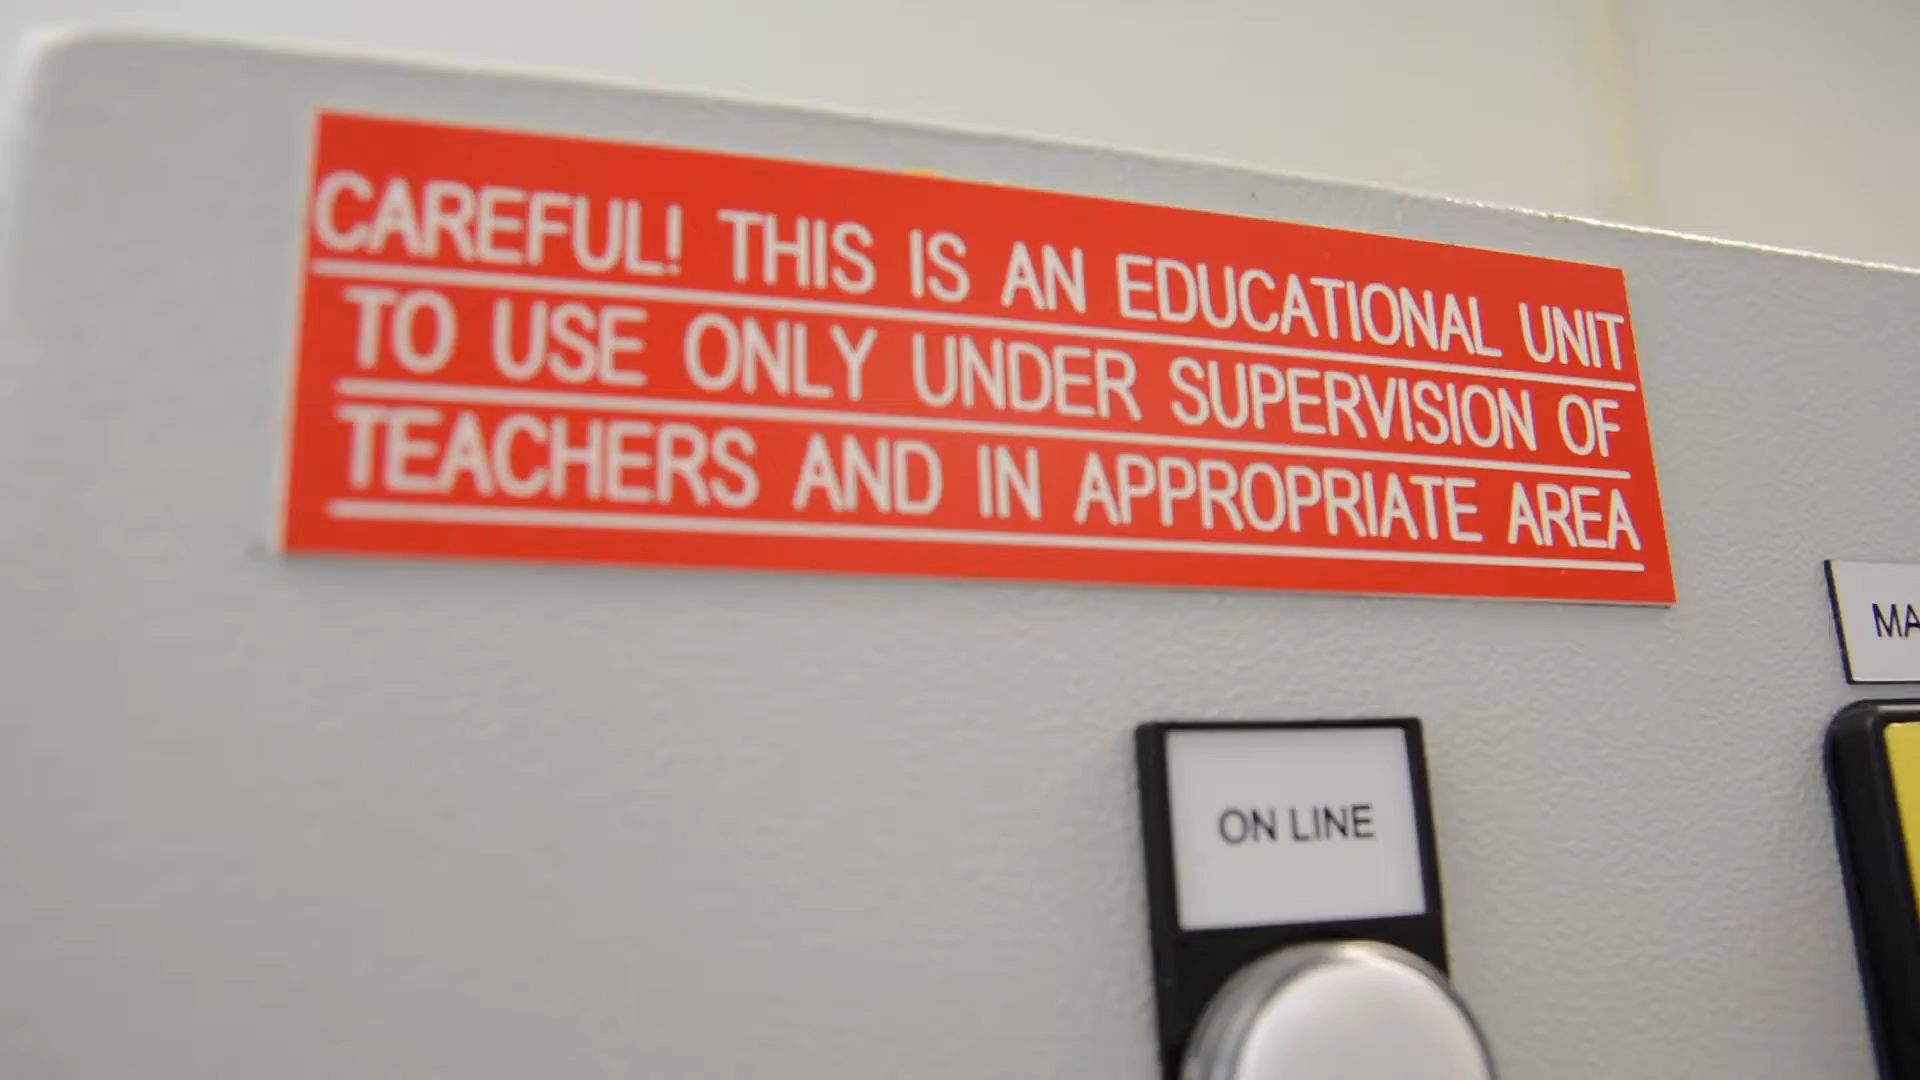 CAREFUL! THIS IS AN EDUCATIONAL UNIT
TO USE ONLY UNDER SUPERVISION OF
TEACHERS AND IN APPROPRIATE AREA
ON LINE